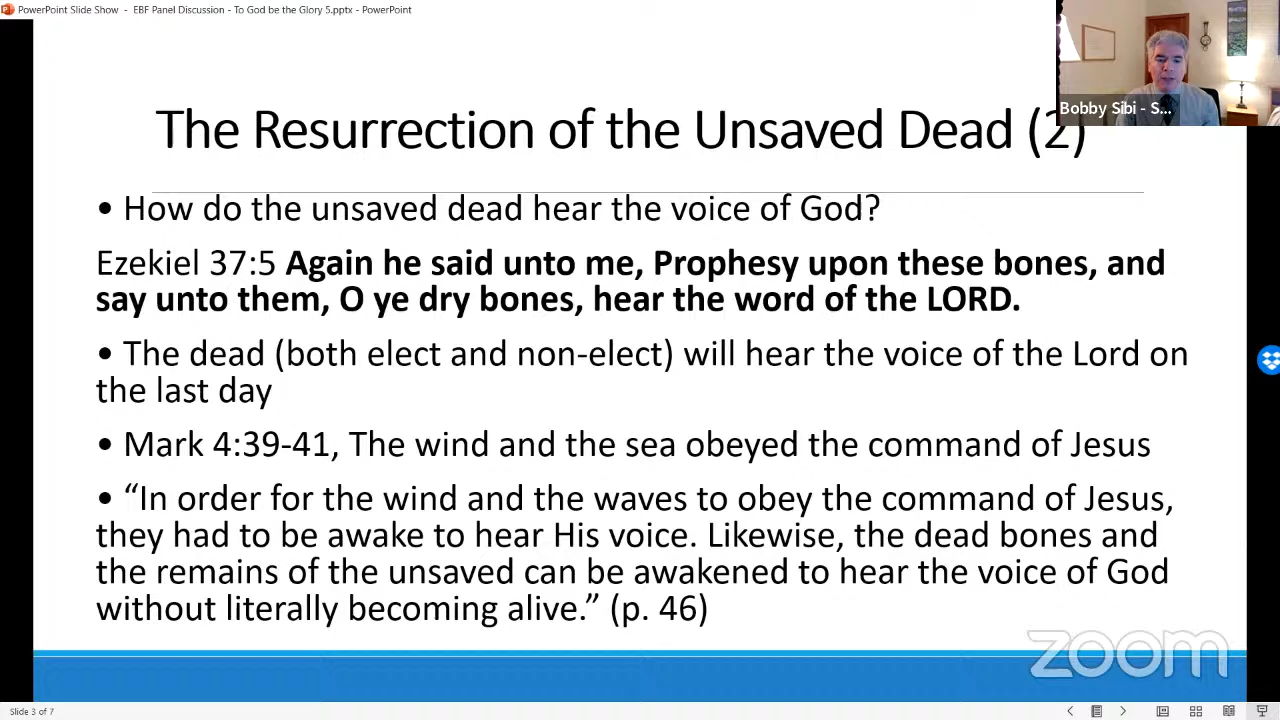 PowerPoint Slide Show - EBF Panel Discussion - To God be the Glory 5.pptx - PowerPoint
Bobby Sibi - S...
The Resurrection of the Unsaved Dead (2)
• How do the unsaved dead hear the voice of God?
Ezekiel 37:5 Again he said unto me, Prophesy upon these bones, and
say unto them, O ye dry bones, hear the word of the LORD.
• The dead (both elect and non-elect) will hear the voice of the Lord on
the last day
• Mark 4:39-41, The wind and the sea obeyed the command of Jesus
• “In order for the wind and the waves to obey the command of Jesus,
they had to be awake to hear His voice. Likewise, the dead bones and
the remains of the unsaved can be awakened to hear the voice of God
without literally becoming alive.” (p. 46)
zoom
Slide 3 of 7